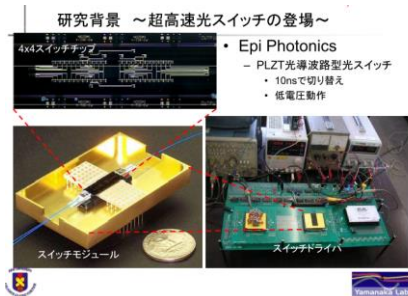 研究背景 ～超高速光スイッチの登場～
4x4スイッチチップ
• Epi Photonics
– PLZT光導波路型光スイッチ
• 10nsで切り替え
• 低電圧動作
スイッチモジュール
スイッチドライバ
Yamanaka Lab